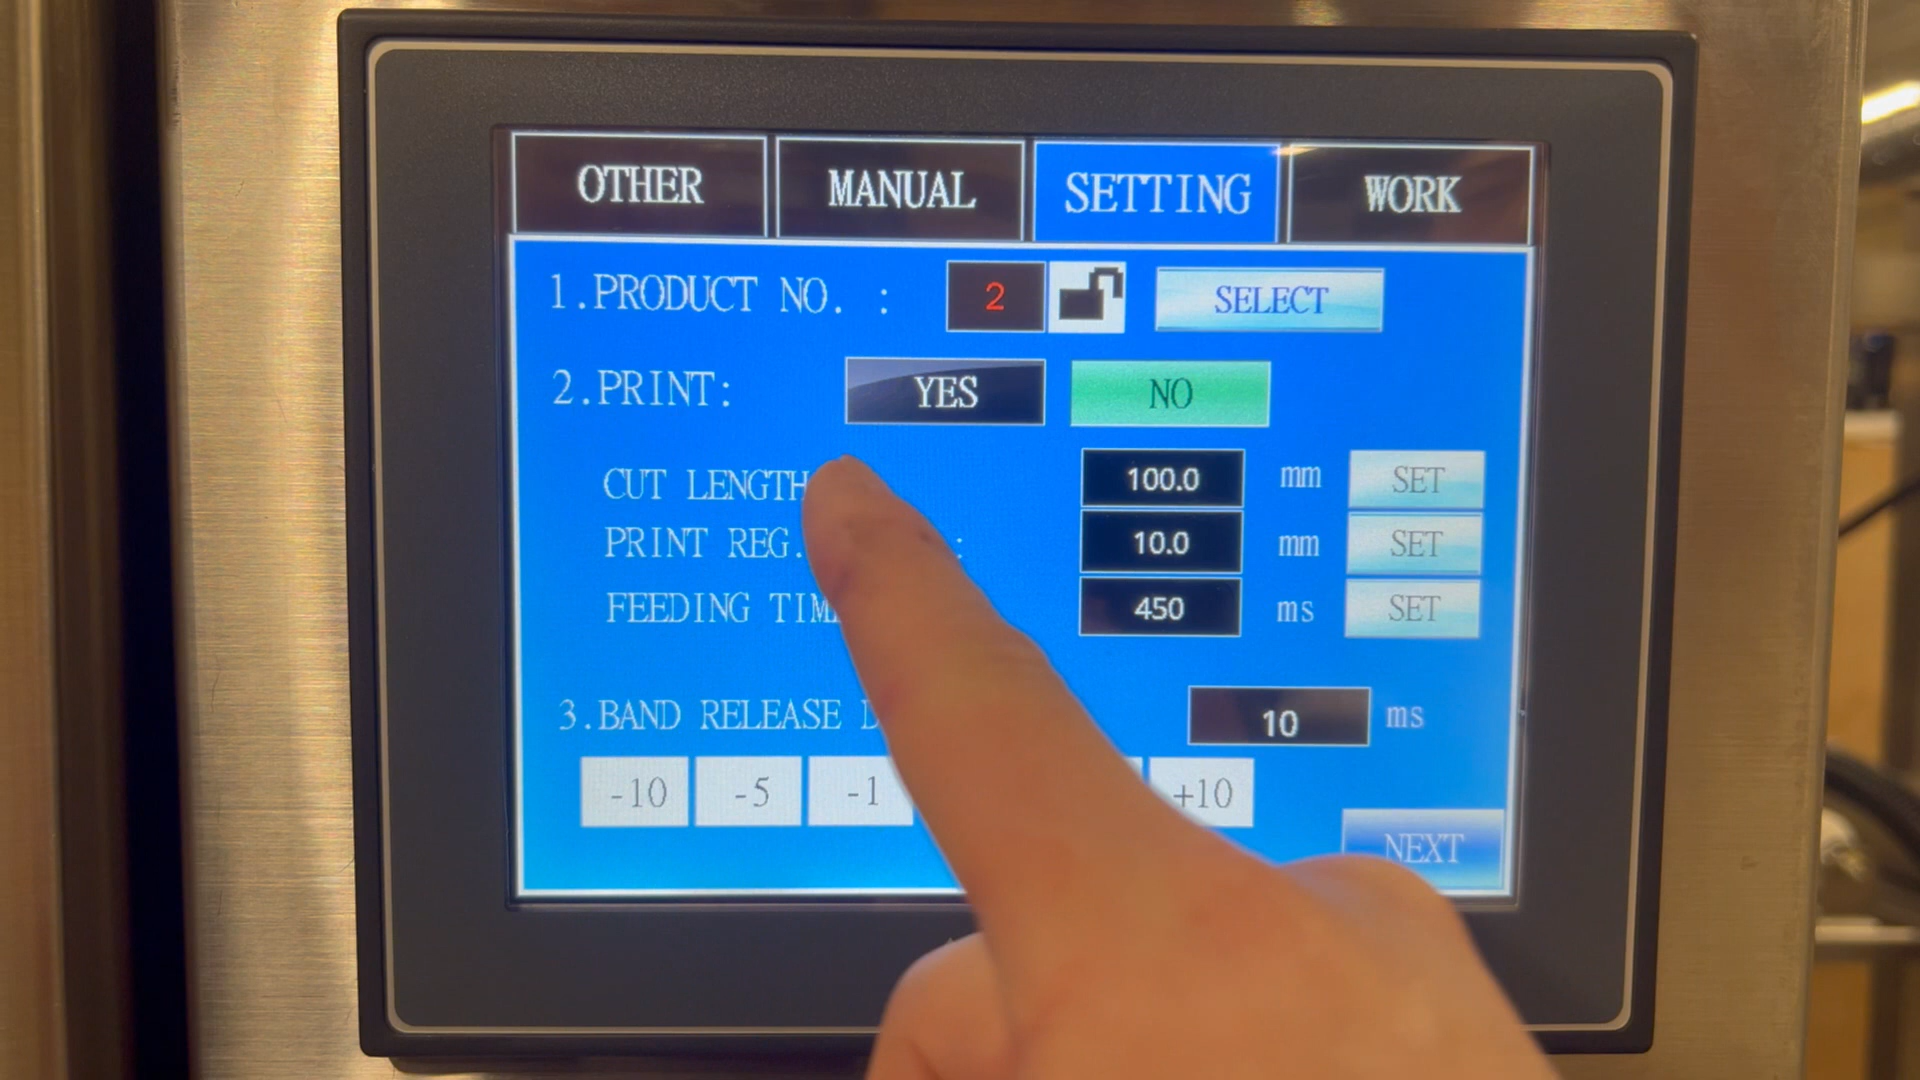 OTHER MANUAL SETTING WORK
1.PRODUCT NO. : 2 SELECT
2.PRINT: YES NO
CUT LENGTH 100.0 mm SET
PRINT REG. : 10.0 mm SET
FEEDING 450 ms SET
3.BAND RELEASE 10 ms
-10 -5 -1 +10
NEXT